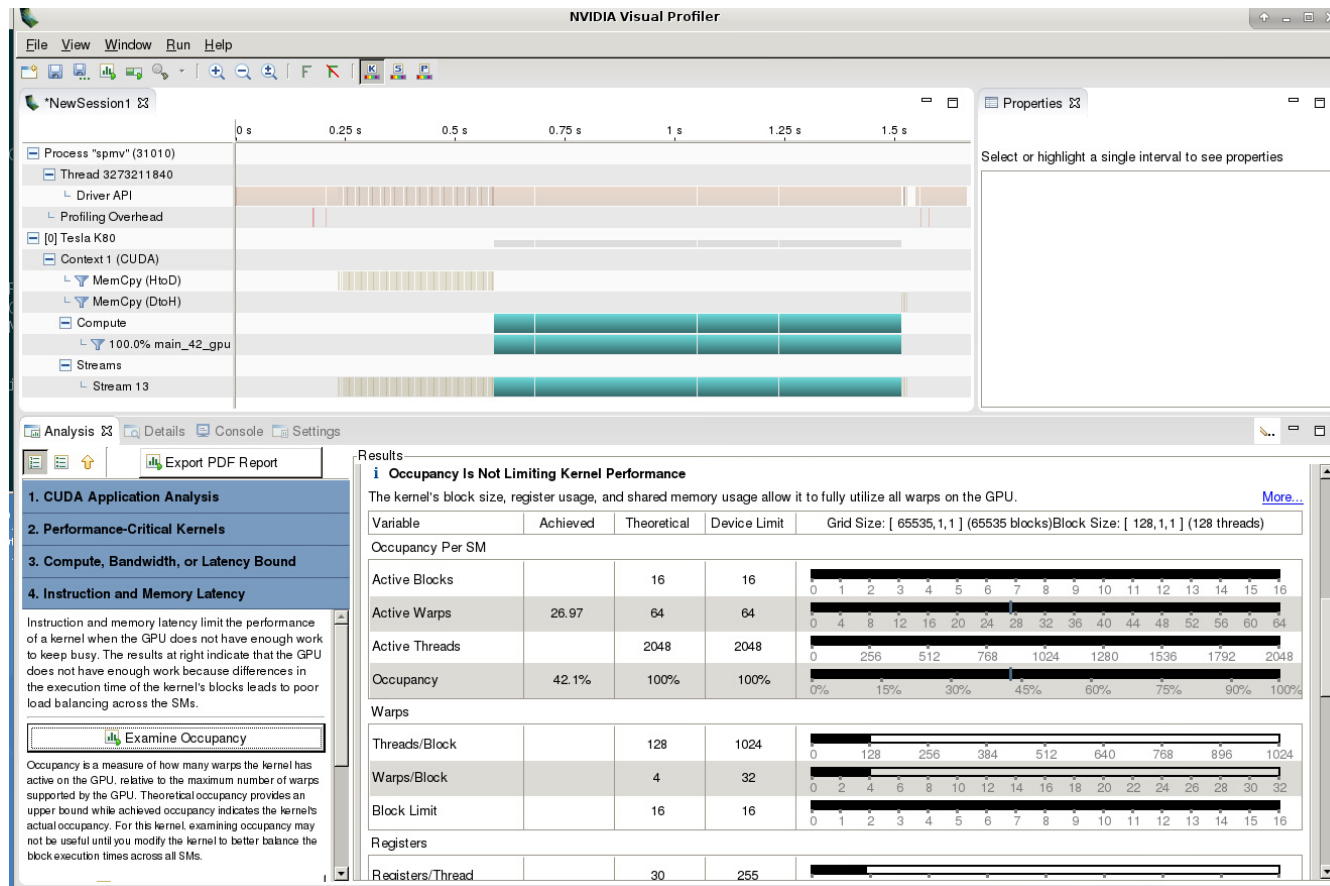 NVIDIA Visual Profiler
File View Window Run Help
*NewSession1
Properties
0 s 0.25 s 0.5 s 0.75 s 1 s 1.25 s 1.5 s
Process "spmv" (31010)
Thread 3273211840
Driver API
Profiling Overhead
[0] Tesla K80
Context 1 (CUDA)
MemCpy (HtoD)
MemCpy (DtoH)
Compute
100.0% main_42_gpu
Streams
Stream 13
Select or highlight a single interval to see properties
Analysis Details Console Settings
Export PDF Report
1. CUDA Application Analysis
2. Performance-Critical Kernels
3. Compute, Bandwidth, or Latency Bound
4. Instruction and Memory Latency
Instruction and memory latency limit the performance
of a kernel when the GPU does not have enough work
to keep busy. The results at right indicate that the GPU
does not have enough work because differences in
the execution time of the kernel's blocks leads to poor
load balancing across the SMs.
Examine Occupancy
Occupancy is a measure of how many warps the kernel has
active on the GPU, relative to the maximum number of warps
supported by the GPU. Theoretical occupancy provides an
upper bound while achieved occupancy indicates the kernel's
actual occupancy. For this kernel, examining occupancy may
not be useful until you modify the kernel to better balance the
block execution times across all SMs.
Results
i Occupancy Is Not Limiting Kernel Performance
The kernel's block size, register usage, and shared memory usage allow it to fully utilize all warps on the GPU. More...
Variable Achieved Theoretical Device Limit Grid Size: [ 65535,1,1 ] (65535 blocks)Block Size: [ 128,1,1 ] (128 threads)
Occupancy Per SM
Active Blocks 16 16
0 1 2 3 4 5 6 7 8 9 10 11 12 13 14 15 16
Active Warps 26.97 64 64
0 4 8 12 16 20 24 28 32 36 40 44 48 52 56 60 64
Active Threads 2048 2048
0 256 512 768 1024 1280 1536 1792 2048
Occupancy 42.1% 100% 100%
0% 15% 30% 45% 60% 75% 90% 100%
Warps
Threads/Block 128 1024
0 128 256 384 512 640 768 896 1024
Warps/Block 4 32
0 2 4 6 8 10 12 14 16 18 20 22 24 26 28 30 32
Block Limit 16 16
0 1 2 3 4 5 6 7 8 9 10 11 12 13 14 15 16
Registers
Registers/Thread 30 255